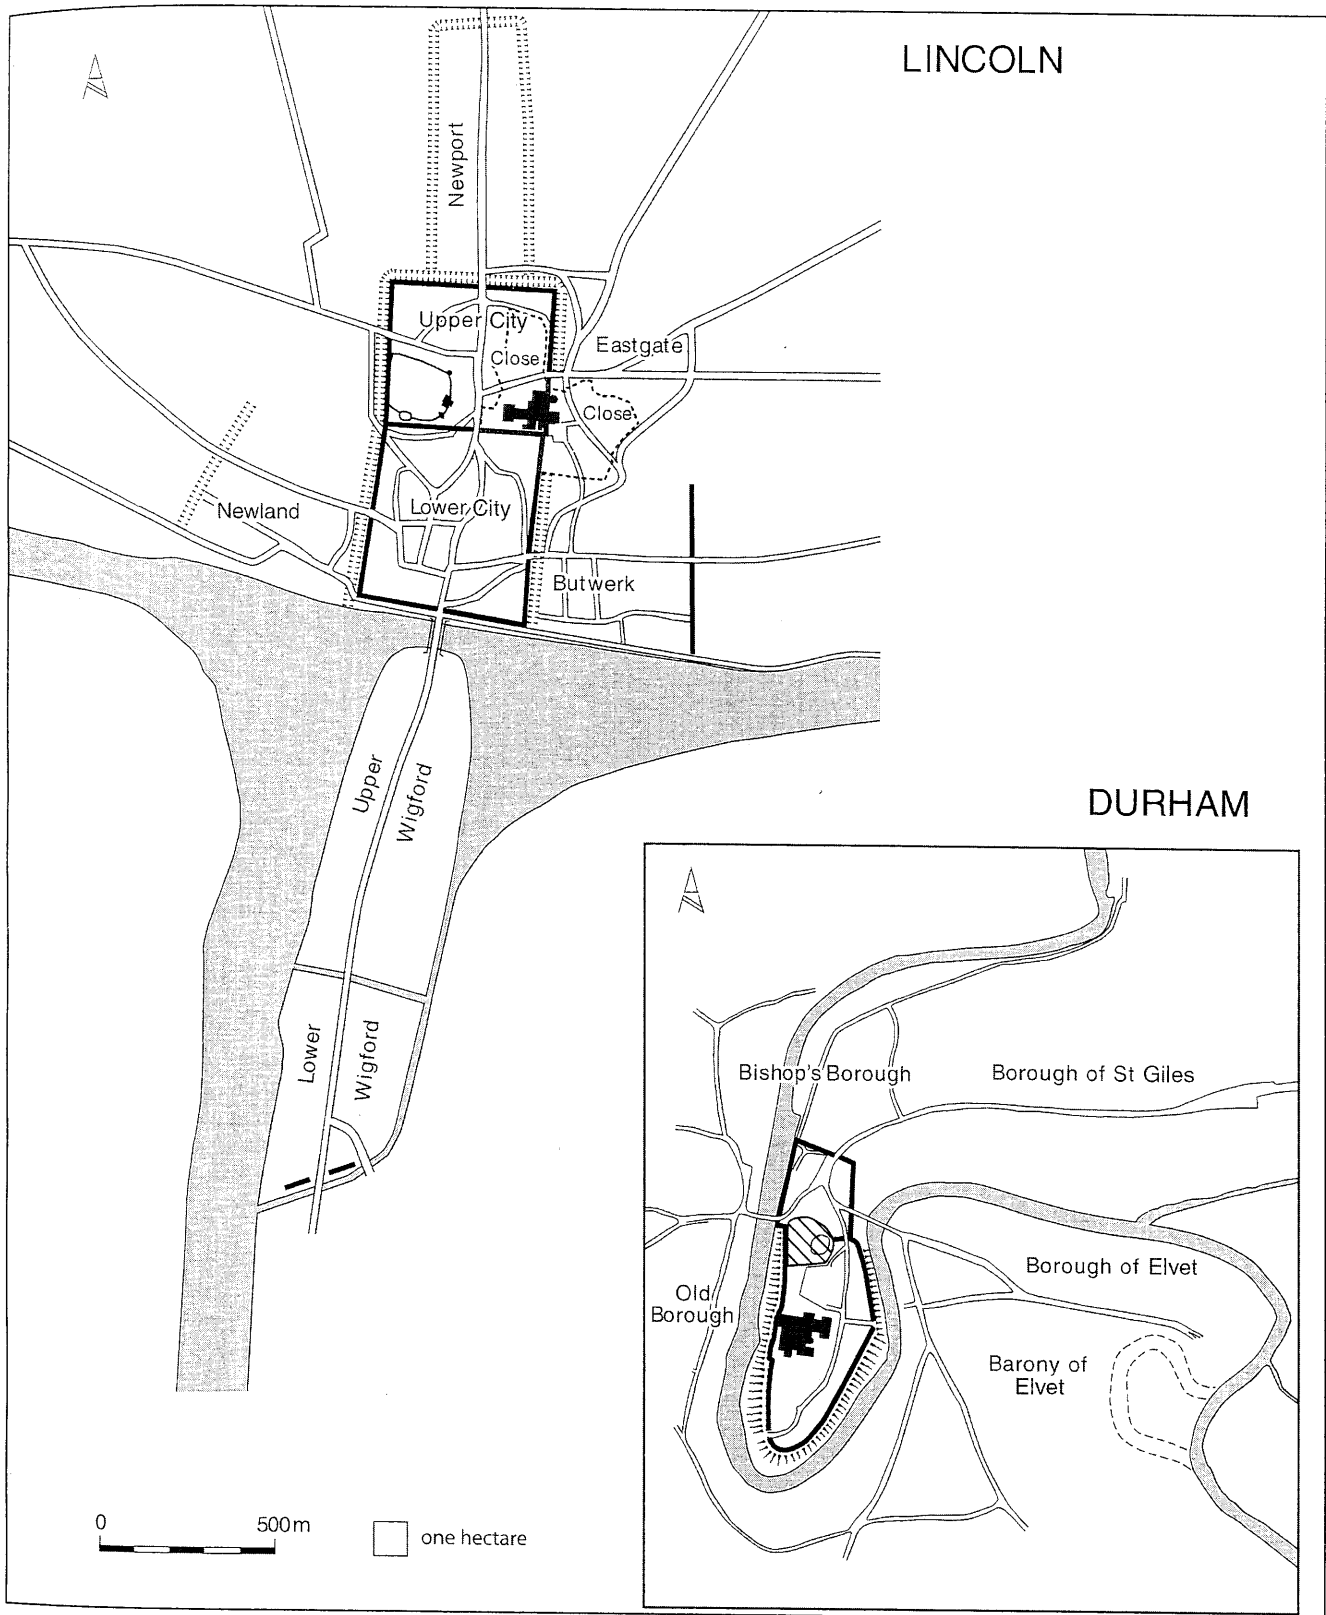 LINCOLN
Newport
Upper City
Close
Eastgate
Close
Newland
Lower City
Butwerk
Upper
Wigford
Lower
Wigford
DURHAM
Bishop's Borough
Borough of St Giles
Old
Borough
Borough of Elvet
Barony of
Elvet
0
500m
one hectare